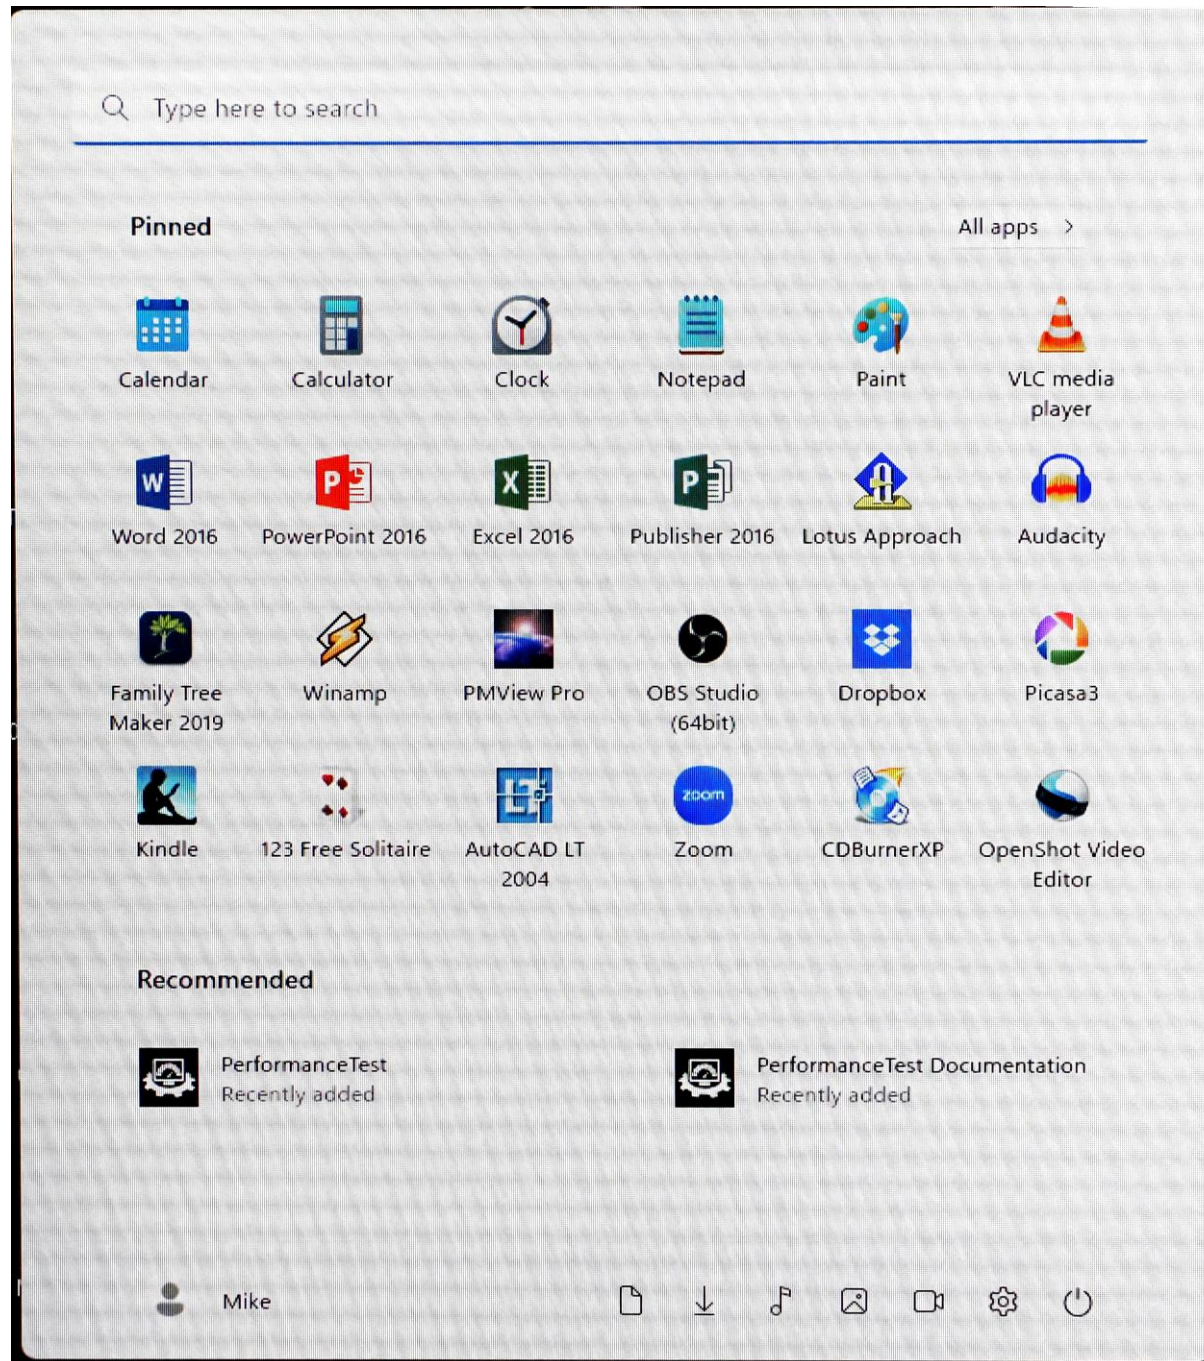 Type here to search
Pinned
All apps
Calendar
Calculator
Clock
Notepad
Paint
VLC media
player
W
P
X
P
Word 2016
PowerPoint 2016
Excel 2016
Publisher 2016
Lotus Approach
Audacity
Family Tree
Maker 2019
Winamp
PMView Pro
OBS Studio
(64bit)
Dropbox
Picasa3
LT
zoom
Kindle
123 Free Solitaire
AutoCAD LT
2004
Zoom
CDBurnerXP
OpenShot Video
Editor
Recommended
PerformanceTest
Recently added
PerformanceTest Documentation
Recently added
Mike